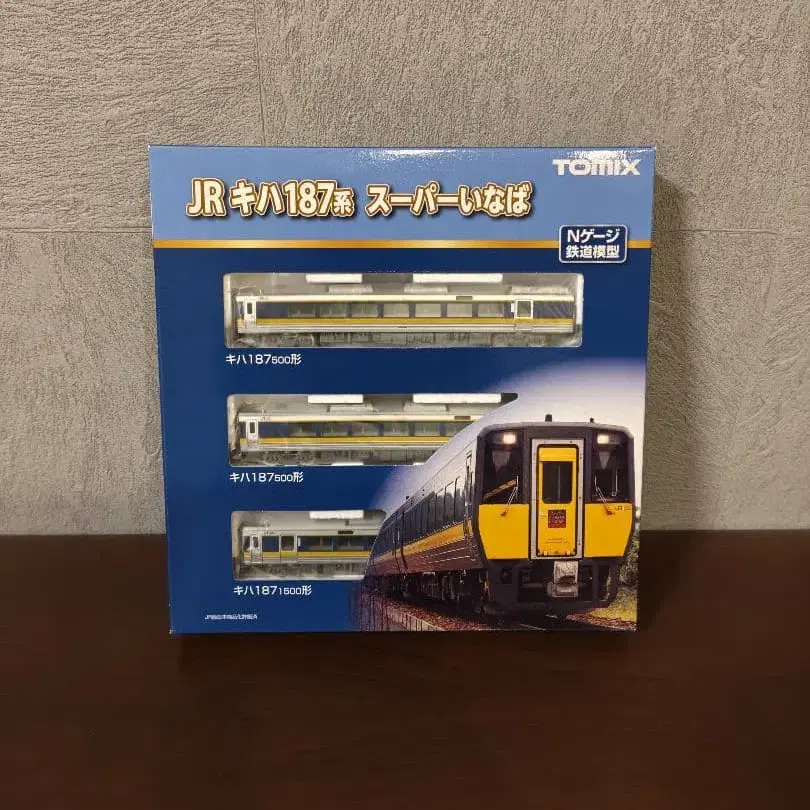 TOMIX
JR キハ187系 スーパーいなば
Nゲージ
鉄道模型
キハ187 500形
キハ187 500形
キハ187 1500形